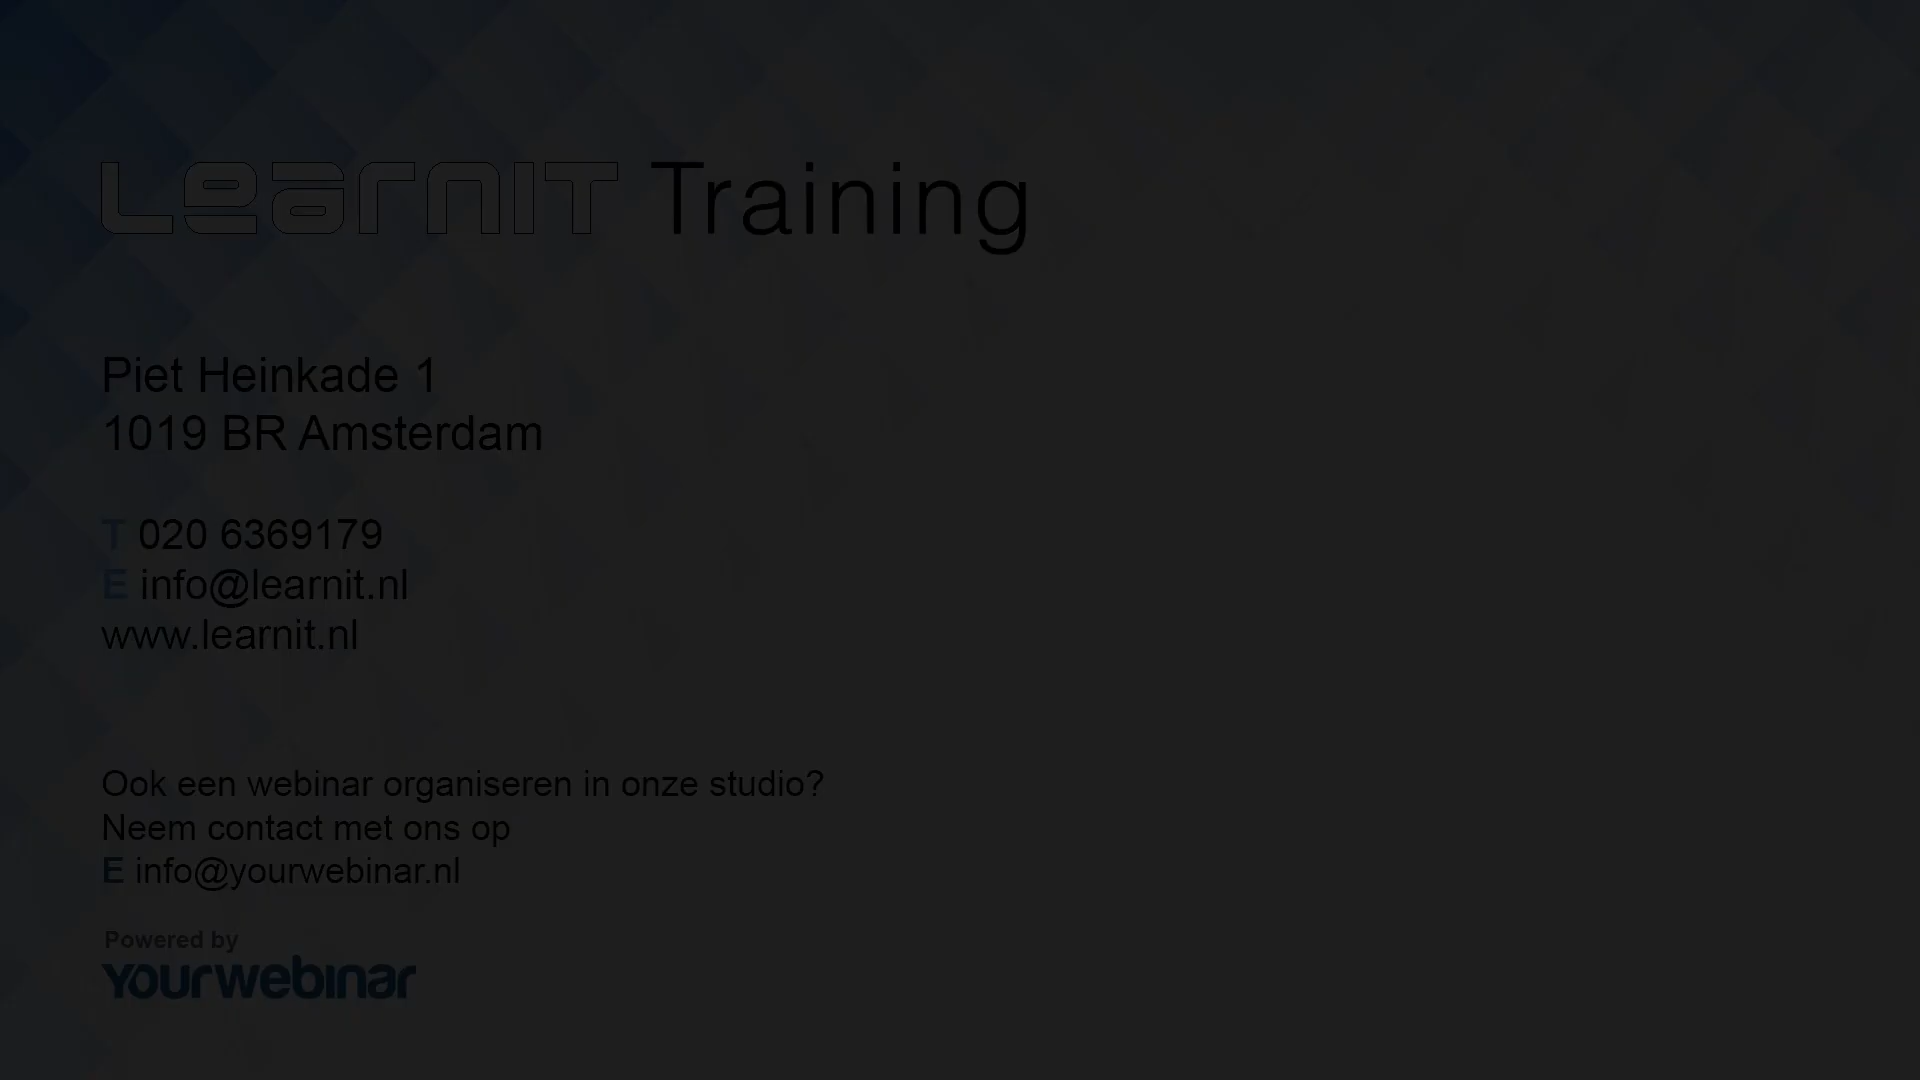 Learnit Training
Piet Heinkade 1
1019 BR Amsterdam
T 020 6369179
E info@learnit.nl
www.learnit.nl
Ook een webinar organiseren in onze studio?
Neem contact met ons op
E info@yourwebinar.nl
Powered by
Yourwebinar